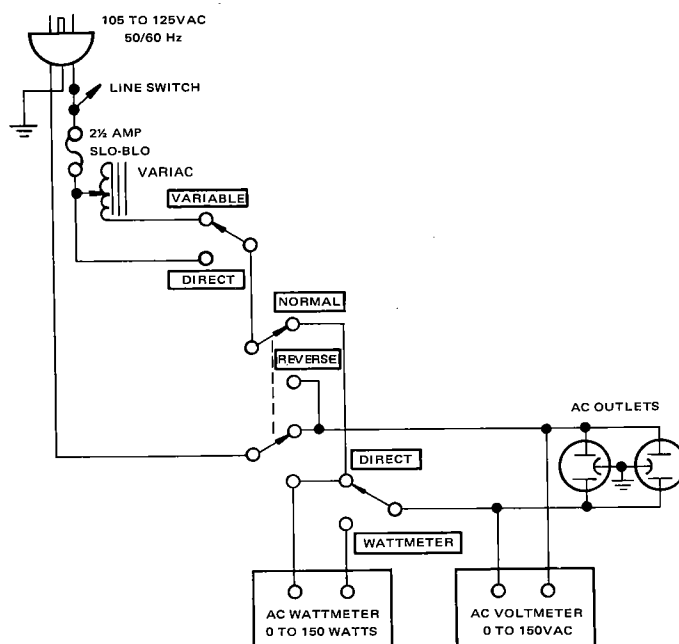 105 TO 125VAC
50/60 Hz
LINE SWITCH
2½ AMP
SLO-BLO
VARIAC
VARIABLE
DIRECT
NORMAL
REVERSE
AC OUTLETS
DIRECT
WATTMETER
AC WATTMETER
0 TO 150 WATTS
AC VOLTMETER
0 TO 150VAC